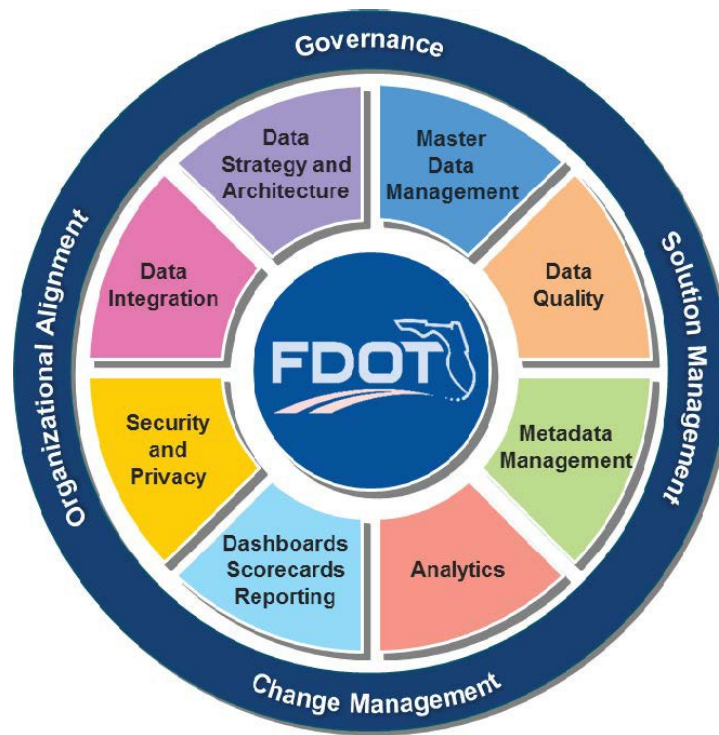 Governance
Data
Strategy and
Architecture
Master
Data
Management
Organizational Alignment
Solution Management
Data
Integration
Data
Quality
FDOT
Security
and
Privacy
Metadata
Management
Dashboards
Scorecards
Reporting
Analytics
Change Management